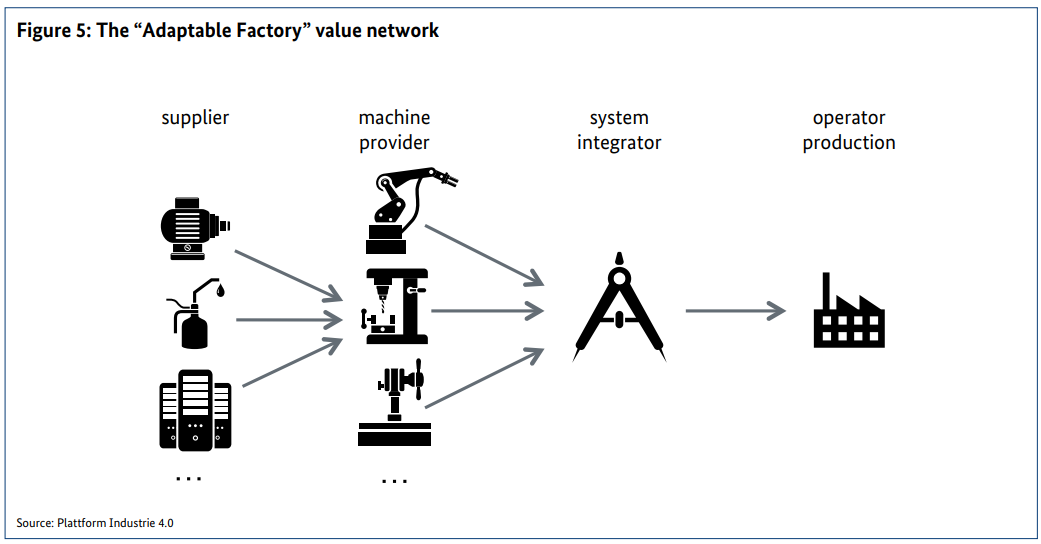 Figure 5: The “Adaptable Factory” value network
supplier
machine
provider
system
integrator
operator
production
...
...
Source: Plattform Industrie 4.0